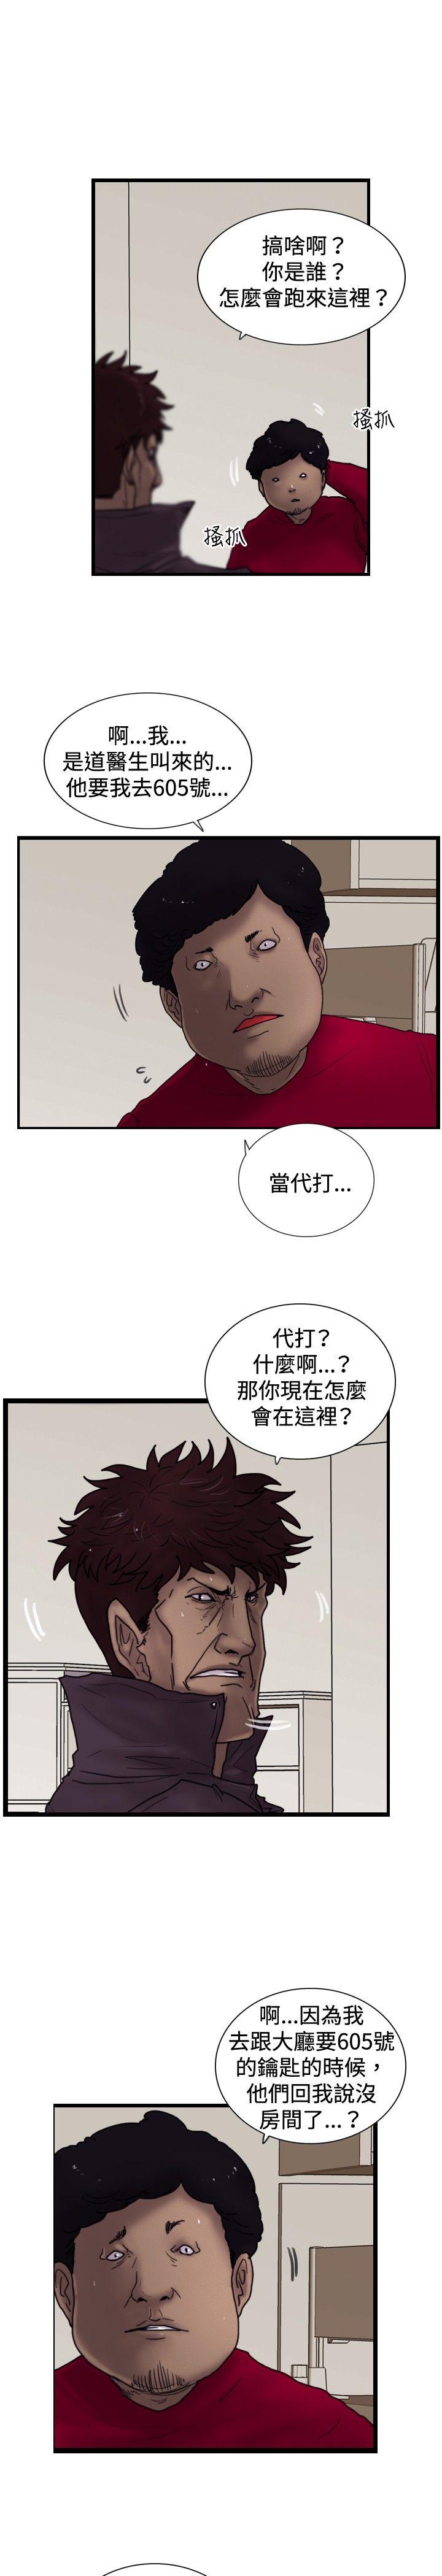 搞啥啊？
你是誰？
怎麼會跑來這裡？
搔抓
搔抓
啊...我...
是道醫生叫來的...
他要我去605號...
當代打...
代打？
什麼啊...？
那你現在怎麼
會在這裡？
啊...因為我
去跟大廳要605號
的鑰匙的時候，
他們回我說沒
房間了...？